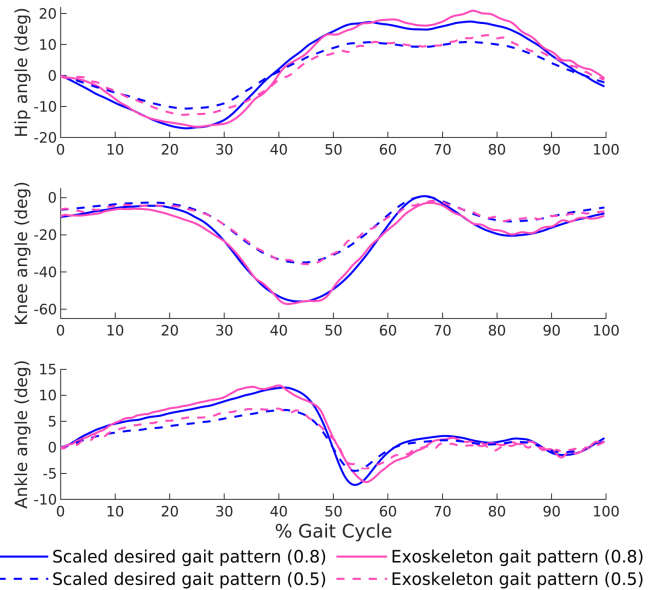 20
10
0
-10
-20
Hip angle (deg)
0 10 20 30 40 50 60 70 80 90 100
0
-20
-40
-60
Knee angle (deg)
0 10 20 30 40 50 60 70 80 90 100
15
10
5
0
-5
-10
Ankle angle (deg)
0 10 20 30 40 50 60 70 80 90 100
% Gait Cycle
Scaled desired gait pattern (0.8) Exoskeleton gait pattern (0.8)
Scaled desired gait pattern (0.5) Exoskeleton gait pattern (0.5)